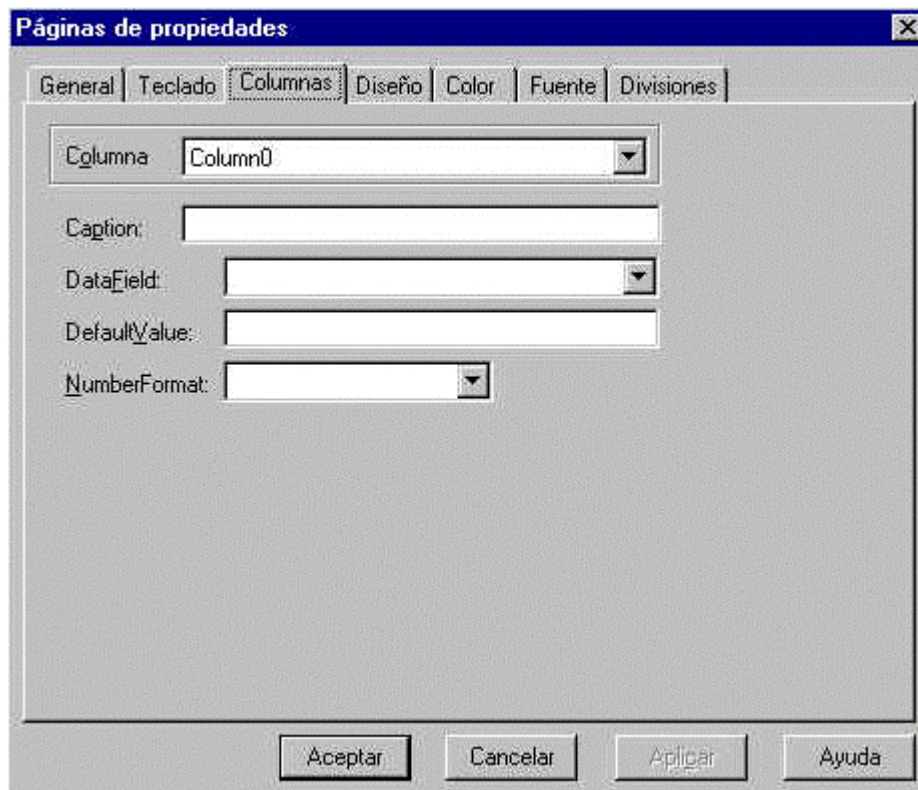 Páginas de propiedades
General Teclado Columnas Diseño Color Fuente Divisiones
Columna Column0
Caption:
DataField:
DefaultValue:
NumberFormat:
Aceptar Cancelar Aplicar Ayuda